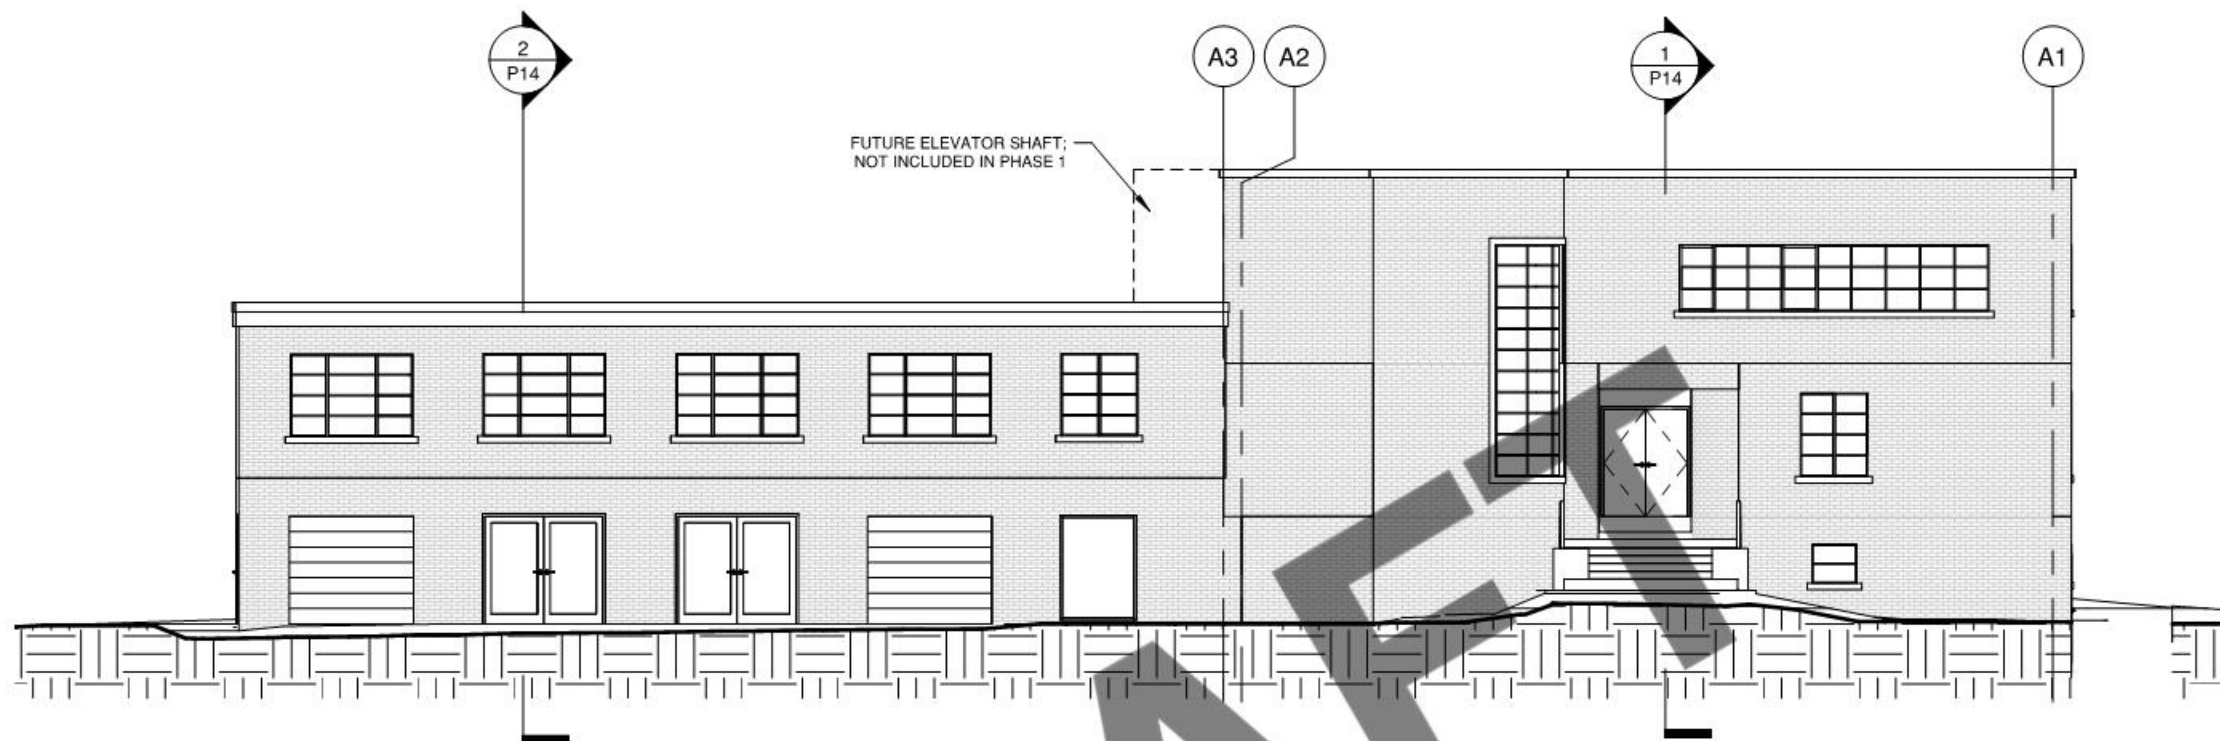 2
P14
A3
A2
1
P14
A1
FUTURE ELEVATOR SHAFT;
NOT INCLUDED IN PHASE 1